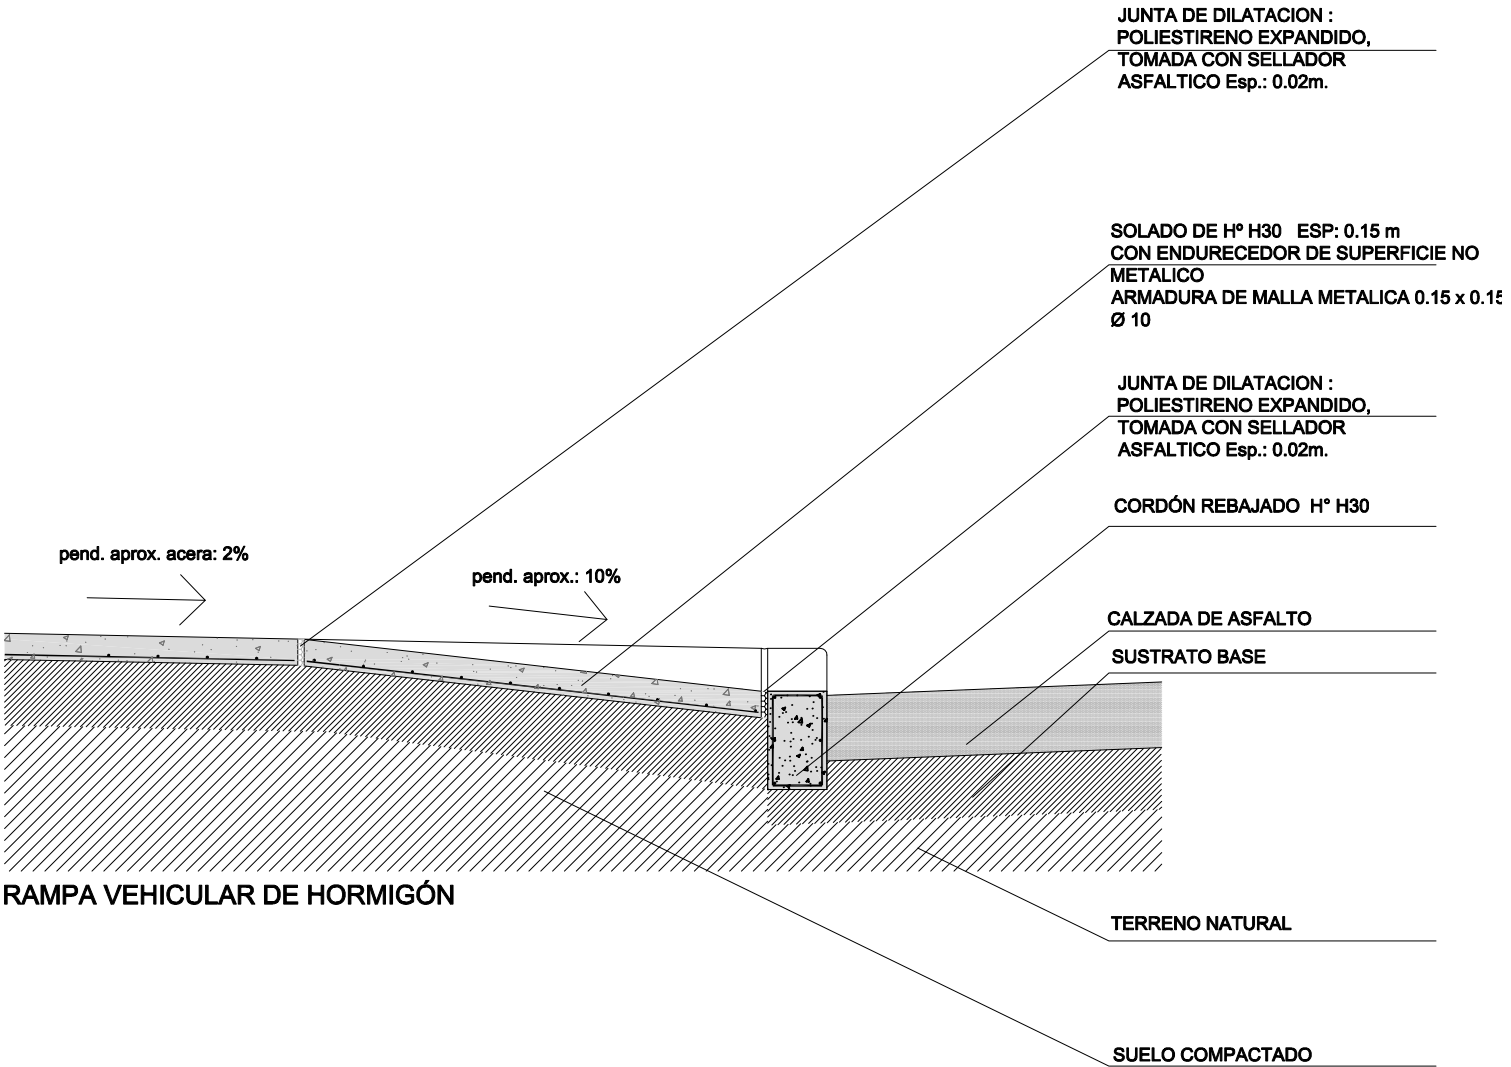 JUNTA DE DILATACION :
POLIESTIRENO EXPANDIDO,
TOMADA CON SELLADOR
ASFALTICO Esp.: 0.02m.
SOLADO DE Hº H30 ESP: 0.15 m
CON ENDURECEDOR DE SUPERFICIE NO
METALICO
ARMADURA DE MALLA METALICA 0.15 x 0.15
Ø 10
JUNTA DE DILATACION :
POLIESTIRENO EXPANDIDO,
TOMADA CON SELLADOR
ASFALTICO Esp.: 0.02m.
CORDÓN REBAJADO H° H30
pend. aprox. acera: 2%
pend. aprox.: 10%
CALZADA DE ASFALTO
SUSTRATO BASE
RAMPA VEHICULAR DE HORMIGÓN
TERRENO NATURAL
SUELO COMPACTADO